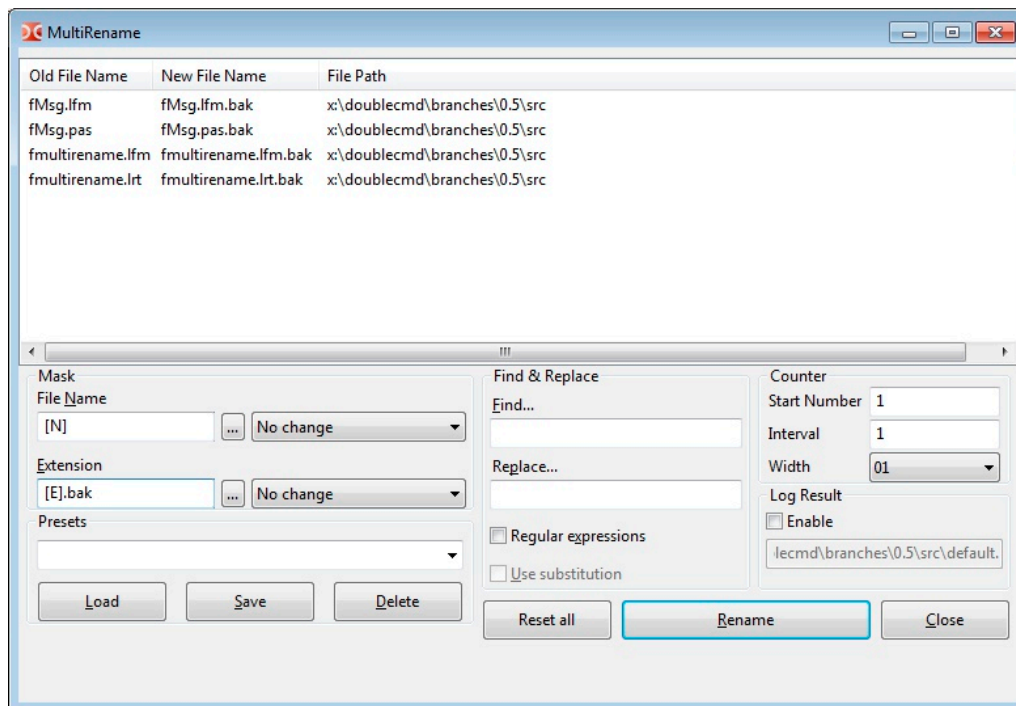 MultiRename
Old File Name New File Name File Path
fMsg.lfm fMsg.lfm.bak x:\doublecmd\branches\0.5\src
fMsg.pas fMsg.pas.bak x:\doublecmd\branches\0.5\src
fmultirename.lfm fmultirename.lfm.bak x:\doublecmd\branches\0.5\src
fmultirename.lrt fmultirename.lrt.bak x:\doublecmd\branches\0.5\src
Mask
File Name
[N] ... No change
Extension
[E].bak ... No change
Presets
Load Save Delete
Find & Replace
Find...
Replace...
Regular expressions
Use substitution
Counter
Start Number 1
Interval 1
Width 01
Log Result
Enable
lecmd\branches\0.5\src\default.
Reset all Rename Close